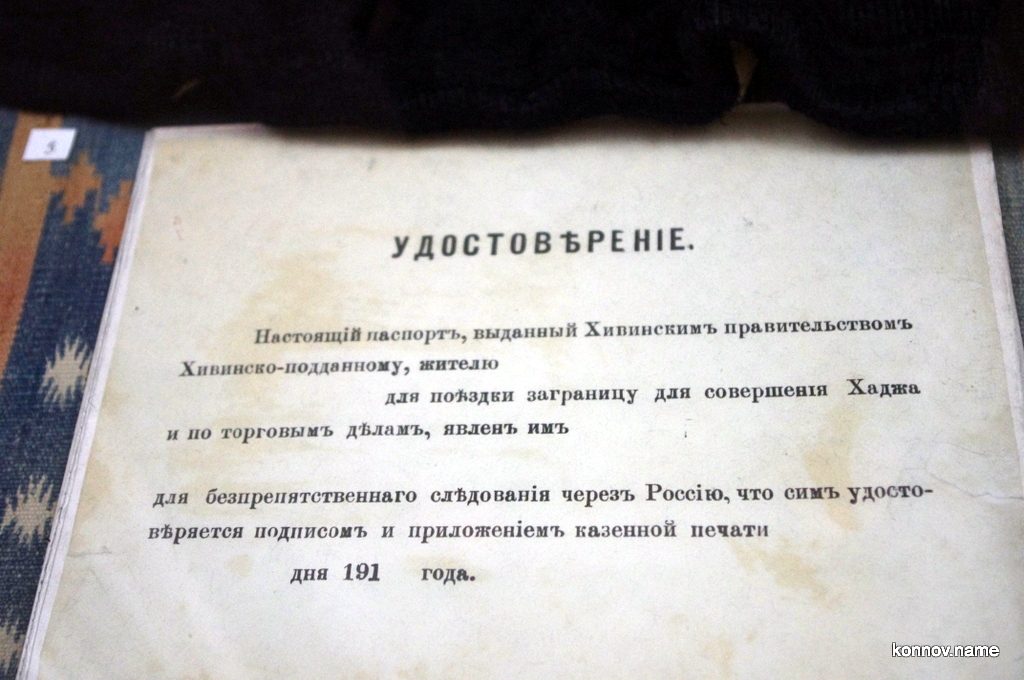 УДОСТОВѢРЕНІЕ.
Настоящій паспортъ, выданный Хивинскимъ правительствомъ
Хивинско-подданному, жителю
для поѣздки заграницу для совершенія Хаджа
и по торговымъ дѣламъ, явленъ имъ
для безпрепятственнаго слѣдованія черезъ Россію, что симъ удосто-
вѣряется подписомъ и приложеніемъ казенной печати
дня 191 года.
konnov.name